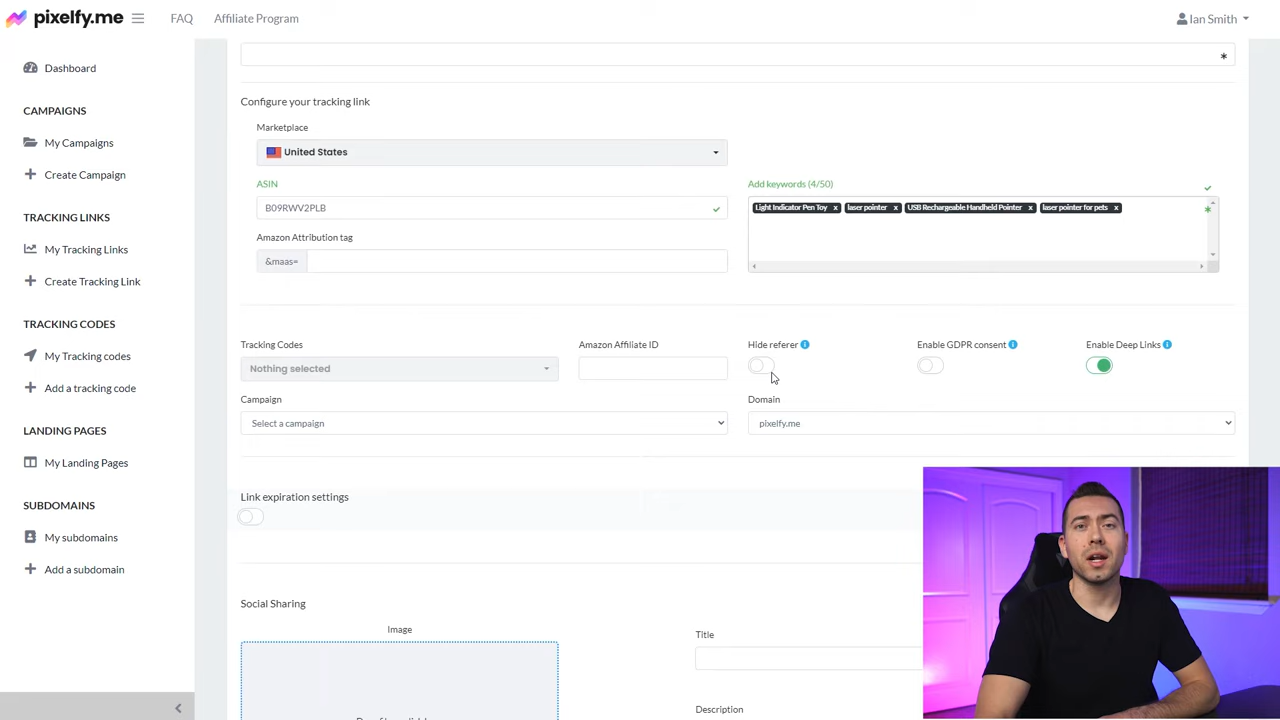 pixelfy.me
FAQ
Affiliate Program
Ian Smith
Dashboard
CAMPAIGNS
My Campaigns
Create Campaign
TRACKING LINKS
My Tracking Links
Create Tracking Link
TRACKING CODES
My Tracking codes
Add a tracking code
LANDING PAGES
My Landing Pages
SUBDOMAINS
My subdomains
Add a subdomain
*
Configure your tracking link
Marketplace
United States
ASIN
B09RWV2PLB
Add keywords (4/50)
Light Indicator Pen Toy x laser pointer x USB Rechargeable Handheld Pointer x laser pointer for pets x
*
Amazon Attribution tag
&maas=
Tracking Codes
Nothing selected
Amazon Affiliate ID
Hide referer
Enable GDPR consent
Enable Deep Links
Campaign
Select a campaign
Domain
pixelfy.me
Link expiration settings
Social Sharing
Image
Title
Description